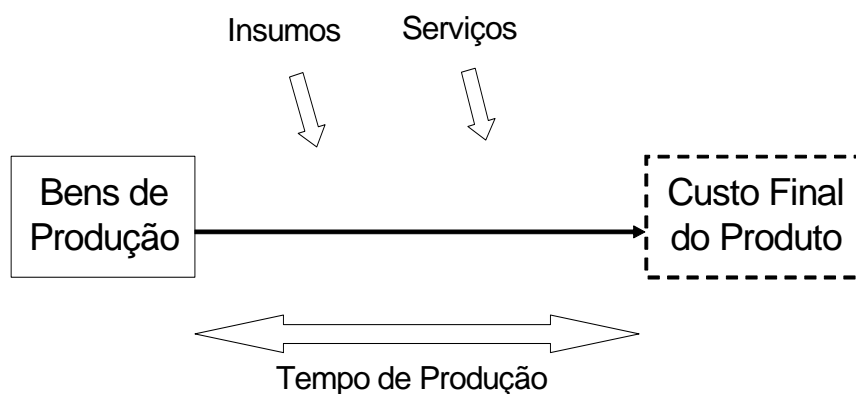 Insumos
Serviços
Bens de
Produção
Custo Final
do Produto
Tempo de Produção